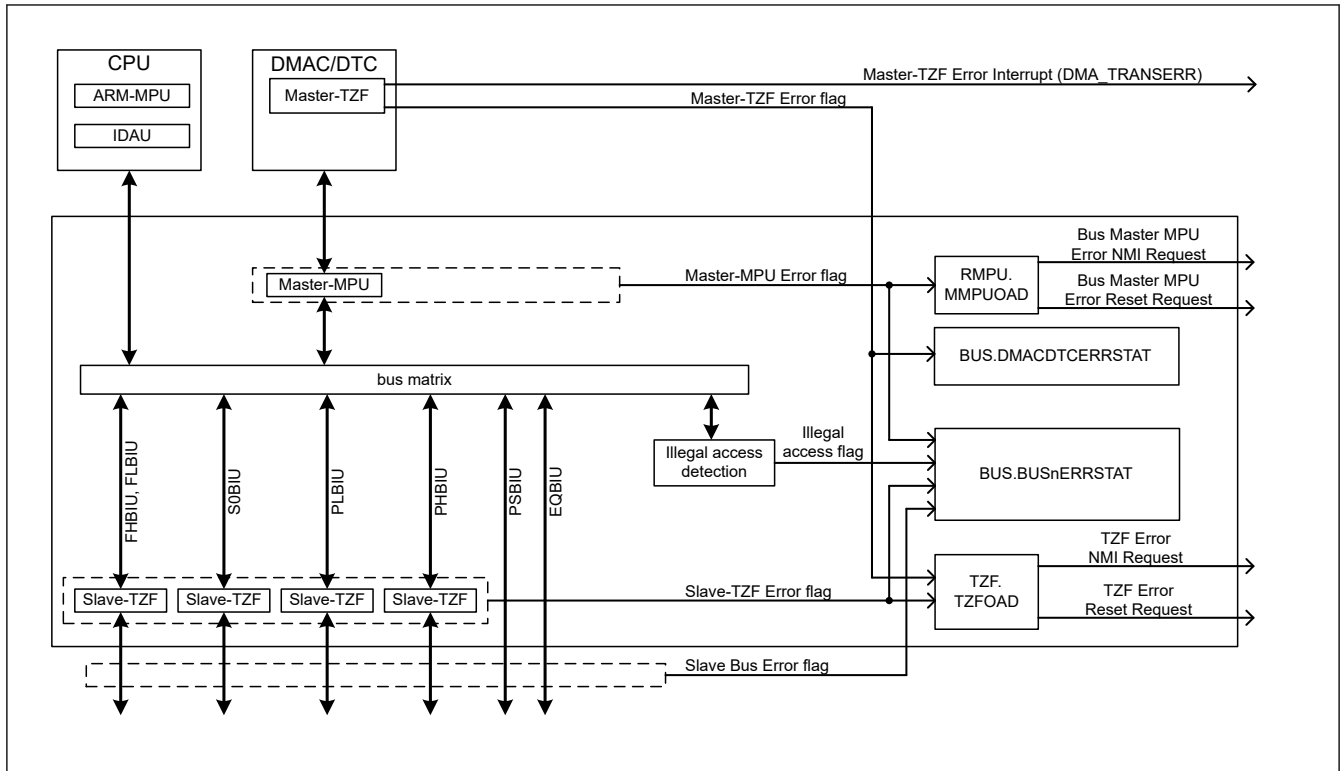 CPU
ARM-MPU
IDAU
DMAC/DTC
Master-TZF
Master-TZF Error Interrupt (DMA_TRANSERR)
Master-TZF Error flag
Master-MPU
Master-MPU Error flag
RMPU.
MMPUOAD
Bus Master MPU
Error NMI Request
Bus Master MPU
Error Reset Request
BUS.DMACDTCERRSTAT
bus matrix
FHBIU, FLBIU
S0BIU
PLBIU
PHBIU
PSBIU
EQBIU
Illegal access
detection
Illegal
access flag
BUS.BUSnERRSTAT
Slave-TZF
Slave-TZF
Slave-TZF
Slave-TZF
Slave-TZF Error flag
TZF.
TZFOAD
TZF Error
NMI Request
TZF Error
Reset Request
Slave Bus Error flag